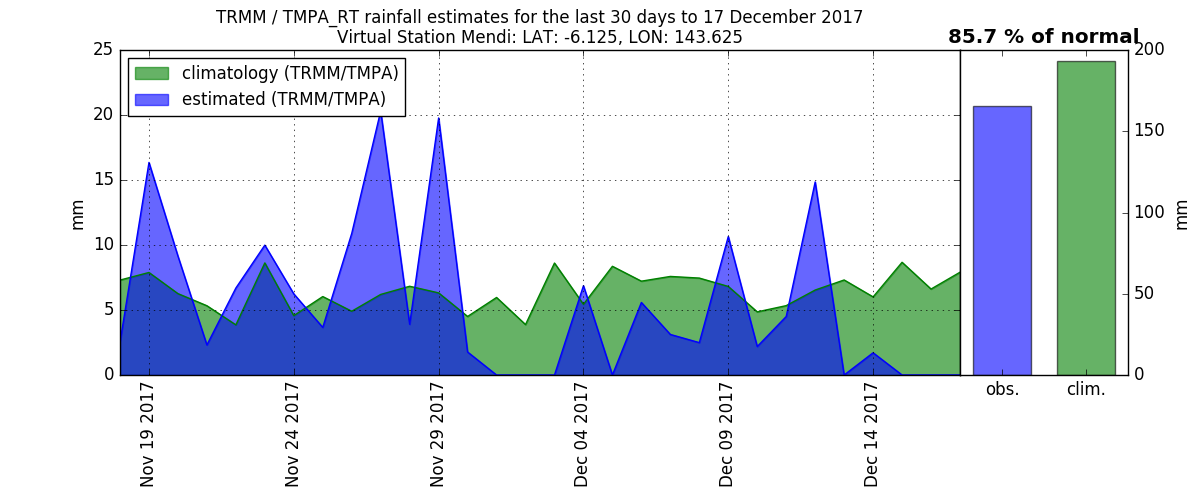 TRMM / TMPA_RT rainfall estimates for the last 30 days to 17 December 2017
Virtual Station Mendi: LAT: -6.125, LON: 143.625
85.7 % of normal
climatology (TRMM/TMPA)
estimated (TRMM/TMPA)
25
20
15
10
5
0
mm
Nov 19 2017
Nov 24 2017
Nov 29 2017
Dec 04 2017
Dec 09 2017
Dec 14 2017
200
150
100
50
0
mm
obs.
clim.